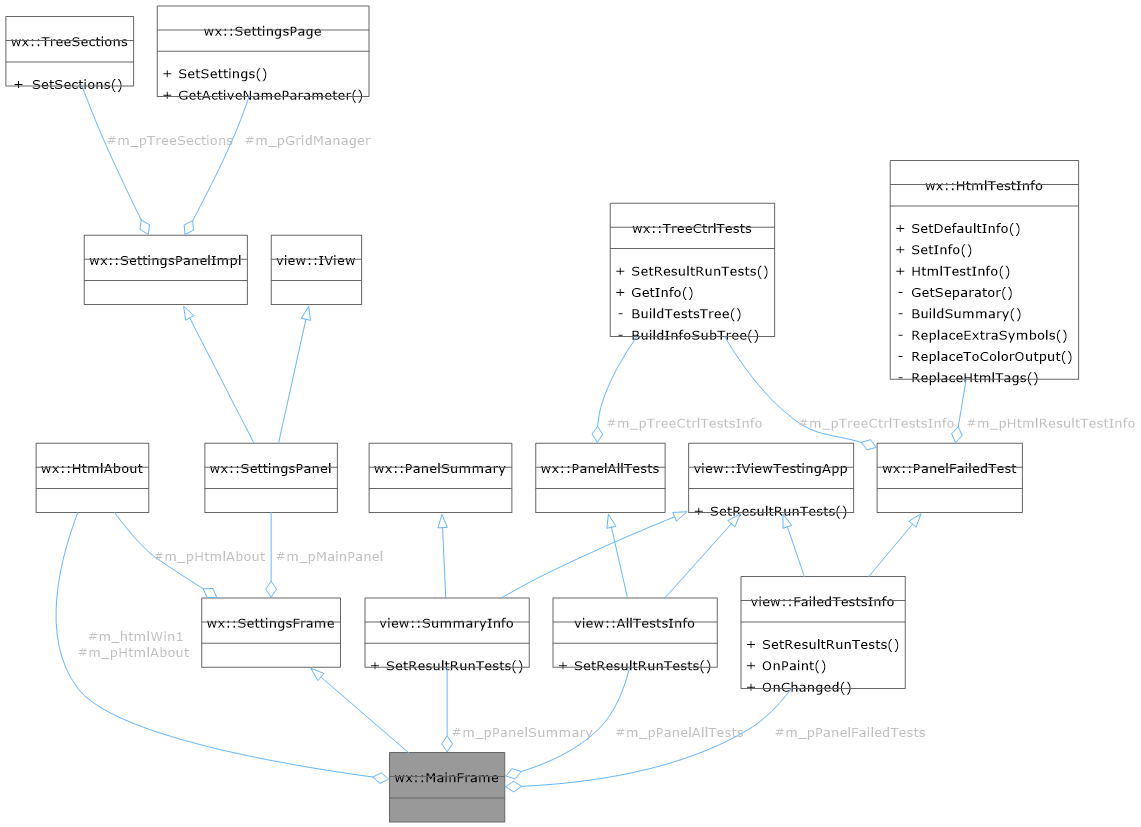 wx::TreeSections
+ SetSections()
wx::SettingsPage
+ SetSettings()
+ GetActiveNameParameter()
#m_pTreeSections
#m_pGridManager
wx::SettingsPanelImpl
view::IView
wx::TreeCtrlTests
+ SetResultRunTests()
+ GetInfo()
- BuildTestsTree()
- BuildInfoSubTree()
wx::HtmlTestInfo
+ SetDefaultInfo()
+ SetInfo()
+ HtmlTestInfo()
- GetSeparator()
- BuildSummary()
- ReplaceExtraSymbols()
- ReplaceToColorOutput()
- ReplaceHtmlTags()
#m_pTreeCtrlTestsInfo
#m_pTreeCtrlTestsInfo
#m_pHtmlResultTestInfo
wx::HtmlAbout
wx::SettingsPanel
wx::PanelSummary
wx::PanelAllTests
view::IViewTestingApp
+ SetResultRunTests()
wx::PanelFailedTest
#m_pHtmlAbout
#m_pMainPanel
wx::SettingsFrame
view::SummaryInfo
+ SetResultRunTests()
view::AllTestsInfo
+ SetResultRunTests()
view::FailedTestsInfo
+ SetResultRunTests()
+ OnPaint()
+ OnChanged()
#m_htmlWin1
#m_pHtmlAbout
#m_pPanelSummary
#m_pPanelAllTests
#m_pPanelFailedTests
wx::MainFrame